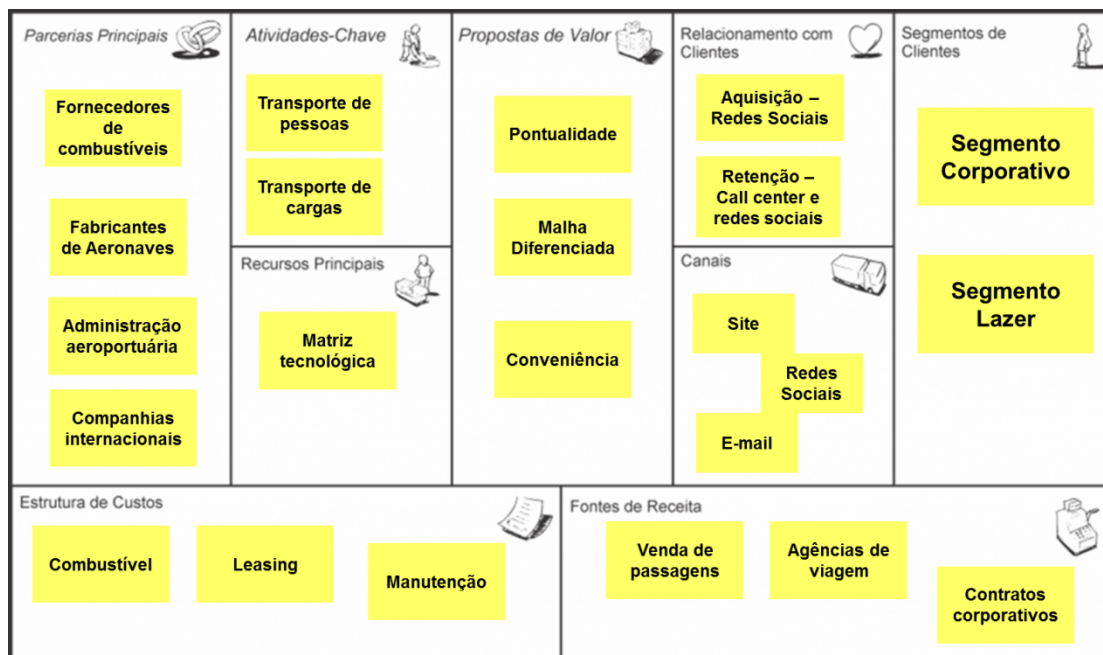 Parcerias Principais
Fornecedores
de
combustíveis
Fabricantes
de Aeronaves
Administração
aeroportuária
Companhias
internacionais
Atividades-Chave
Transporte de
pessoas
Transporte de
cargas
Recursos Principais
Matriz
tecnológica
Propostas de Valor
Pontualidade
Malha
Diferenciada
Conveniência
Relacionamento com
Clientes
Aquisição –
Redes Sociais
Retenção –
Call center e
redes sociais
Canais
Site
Redes
Sociais
E-mail
Segmentos de
Clientes
Segmento
Corporativo
Segmento
Lazer
Estrutura de Custos
Combustível
Leasing
Manutenção
Fontes de Receita
Venda de
passagens
Agências de
viagem
Contratos
corporativos